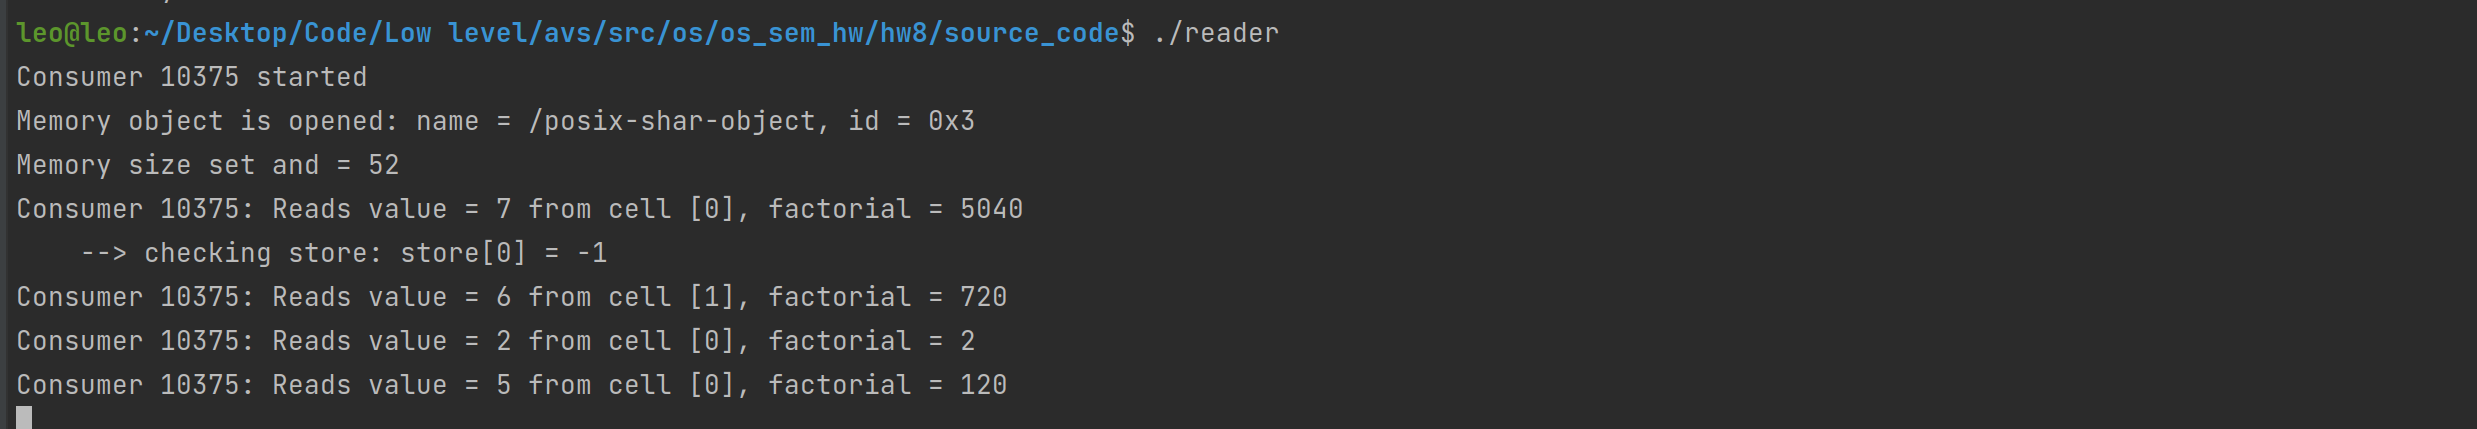 leo@leo:~/Desktop/Code/Low level/avs/src/os/os_sem_hw/hw8/source_code$ ./reader
Consumer 10375 started
Memory object is opened: name = /posix-shar-object, id = 0x3
Memory size set and = 52
Consumer 10375: Reads value = 7 from cell [0], factorial = 5040
    --> checking store: store[0] = -1
Consumer 10375: Reads value = 6 from cell [1], factorial = 720
Consumer 10375: Reads value = 2 from cell [0], factorial = 2
Consumer 10375: Reads value = 5 from cell [0], factorial = 120